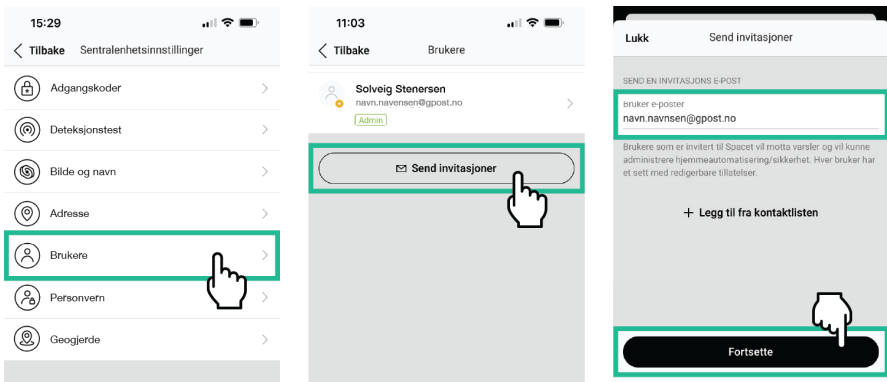 15:29
Tilbake Sentralenhetsinnstillinger
Adgangskoder
Deteksjonstest
Bilde og navn
Adresse
Brukere
Personvern
Geogjerde
11:03
Tilbake Brukere
Solveig Stenersen
navn.navensen@gpost.no
Admin
Send invitasjoner
Lukk Send invitasjoner
SEND EN INVITASJONS E-POST
Bruker e-poster
navn.navnsen@gpost.no
Brukere som er invitert til Spacet vil motta varsler og vil kunne
administrere hjemmeautomatisering/sikkerhet. Hver bruker har
et sett med redigerbare tillatelser.
+ Legg til fra kontaktlisten
Fortsette